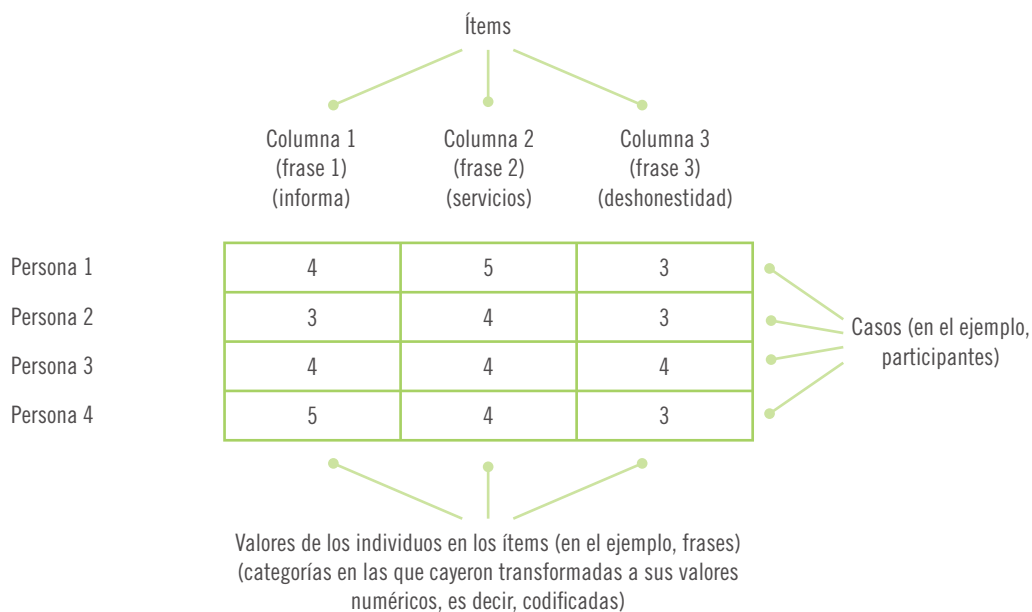 Ítems
Columna 1 Columna 2 Columna 3
(frase 1) (frase 2) (frase 3)
(informa) (servicios) (deshonestidad)
Persona 1 4 5 3
Persona 2 3 4 3
Persona 3 4 4 4
Persona 4 5 4 3
Casos (en el ejemplo,
participantes)
Valores de los individuos en los ítems (en el ejemplo, frases)
(categorías en las que cayeron transformadas a sus valores
numéricos, es decir, codificadas)